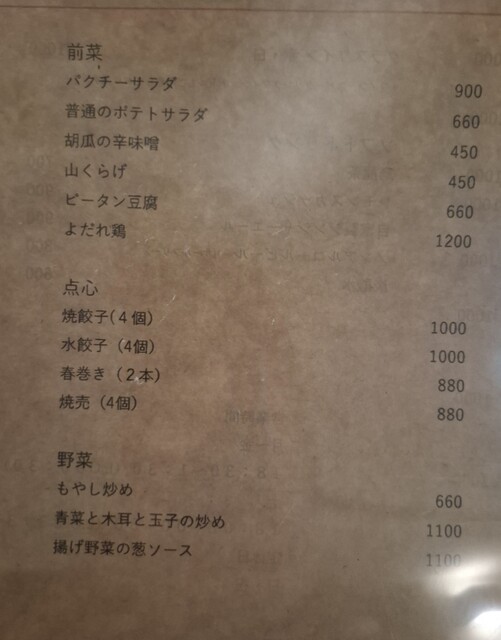 前菜
パクチーサラダ 900
普通のポテトサラダ 660
胡瓜の辛味噌 450
山くらげ 450
ピータン豆腐 660
よだれ鶏 1200
点心
焼餃子(4個) 1000
水餃子(4個) 1000
春巻き(2本) 880
焼売(4個) 880
野菜
もやし炒め 660
青菜と木耳と玉子の炒め 1100
揚げ野菜の葱ソース 1100